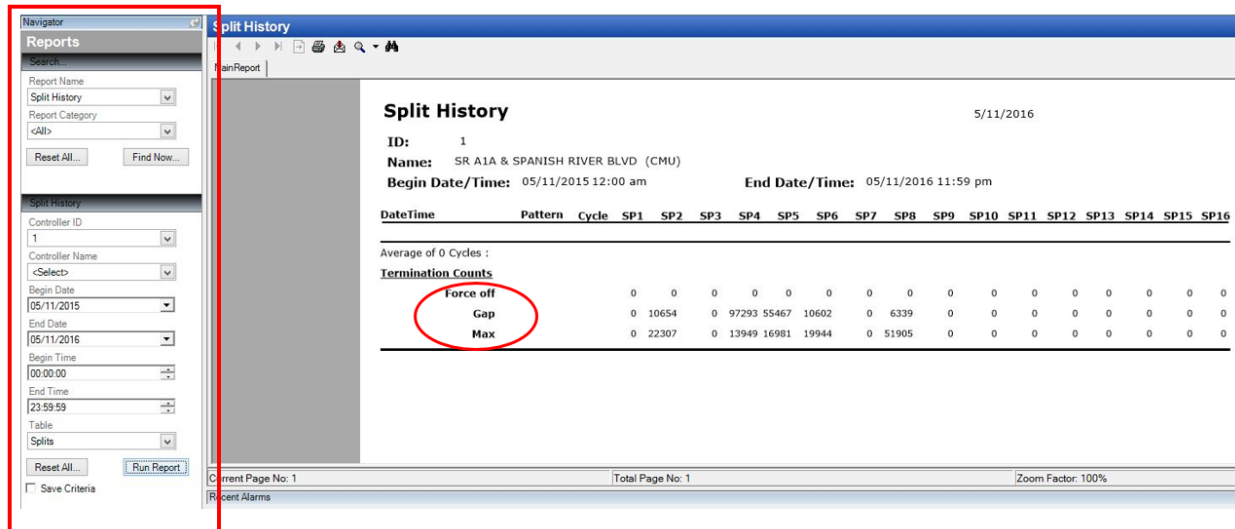 Navigator
Reports
Search...
Report Name
Split History
Report Category
<All>
Reset All... Find Now...
Split History
Controller ID
1
Controller Name
<Select>
Begin Date
05/11/2015
End Date
05/11/2016
Begin Time
00:00:00
End Time
23:59:59
Table
Splits
Reset All... Run Report
Save Criteria
Split History
MainReport
Split History 5/11/2016
ID: 1
Name: SR A1A & SPANISH RIVER BLVD (CMU)
Begin Date/Time: 05/11/2015 12:00 am End Date/Time: 05/11/2016 11:59 pm
DateTime Pattern Cycle SP1 SP2 SP3 SP4 SP5 SP6 SP7 SP8 SP9 SP10 SP11 SP12 SP13 SP14 SP15 SP16
Average of 0 Cycles :
Termination Counts
Force off 0 0 0 0 0 0 0 0 0 0 0 0 0 0 0 0
Gap 0 10654 0 97293 55467 10602 0 6339 0 0 0 0 0 0 0 0
Max 0 22307 0 13949 16981 19944 0 51905 0 0 0 0 0 0 0 0
Current Page No: 1 Total Page No: 1 Zoom Factor: 100%
Recent Alarms